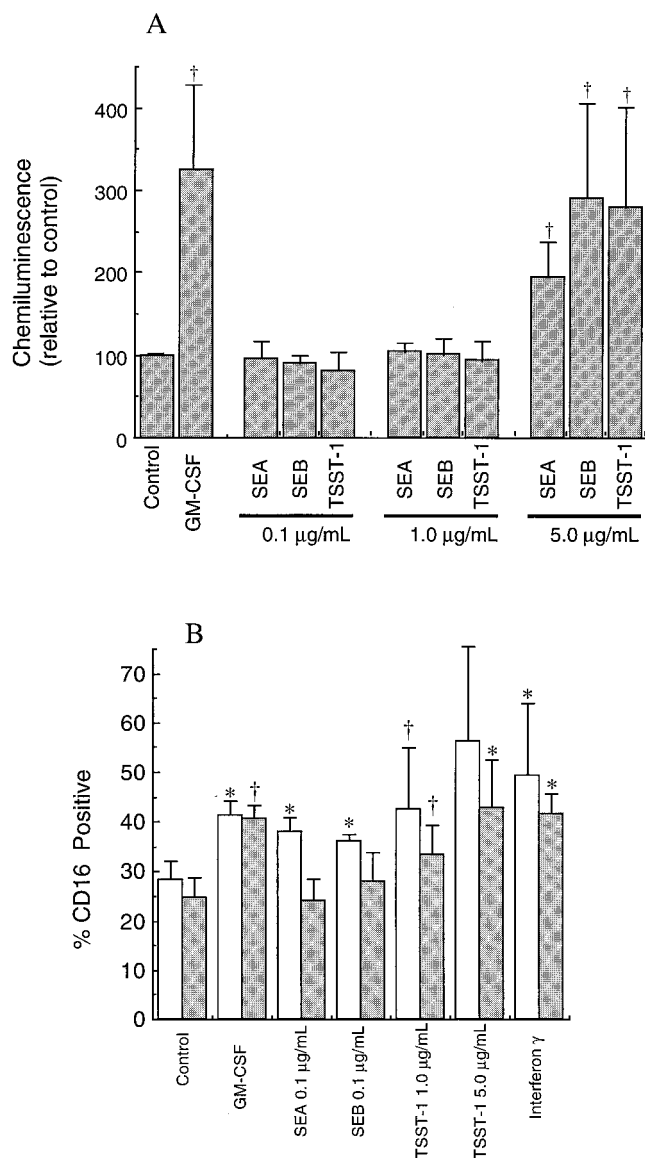 A
Chemiluminescence
(relative to control)
400
300
200
100
0
†
†
†
†
Control
GM-CSF
SEA
SEB
TSST-1
SEA
SEB
TSST-1
SEA
SEB
TSST-1
0.1 µg/mL
1.0 µg/mL
5.0 µg/mL
B
% CD16 Positive
70
60
50
40
30
20
10
0
*
†
*
*
†
†
*
*
*
Control
GM-CSF
SEA 0.1 µg/mL
SEB 0.1 µg/mL
TSST-1 1.0 µg/mL
TSST-1 5.0 µg/mL
Interferon γ